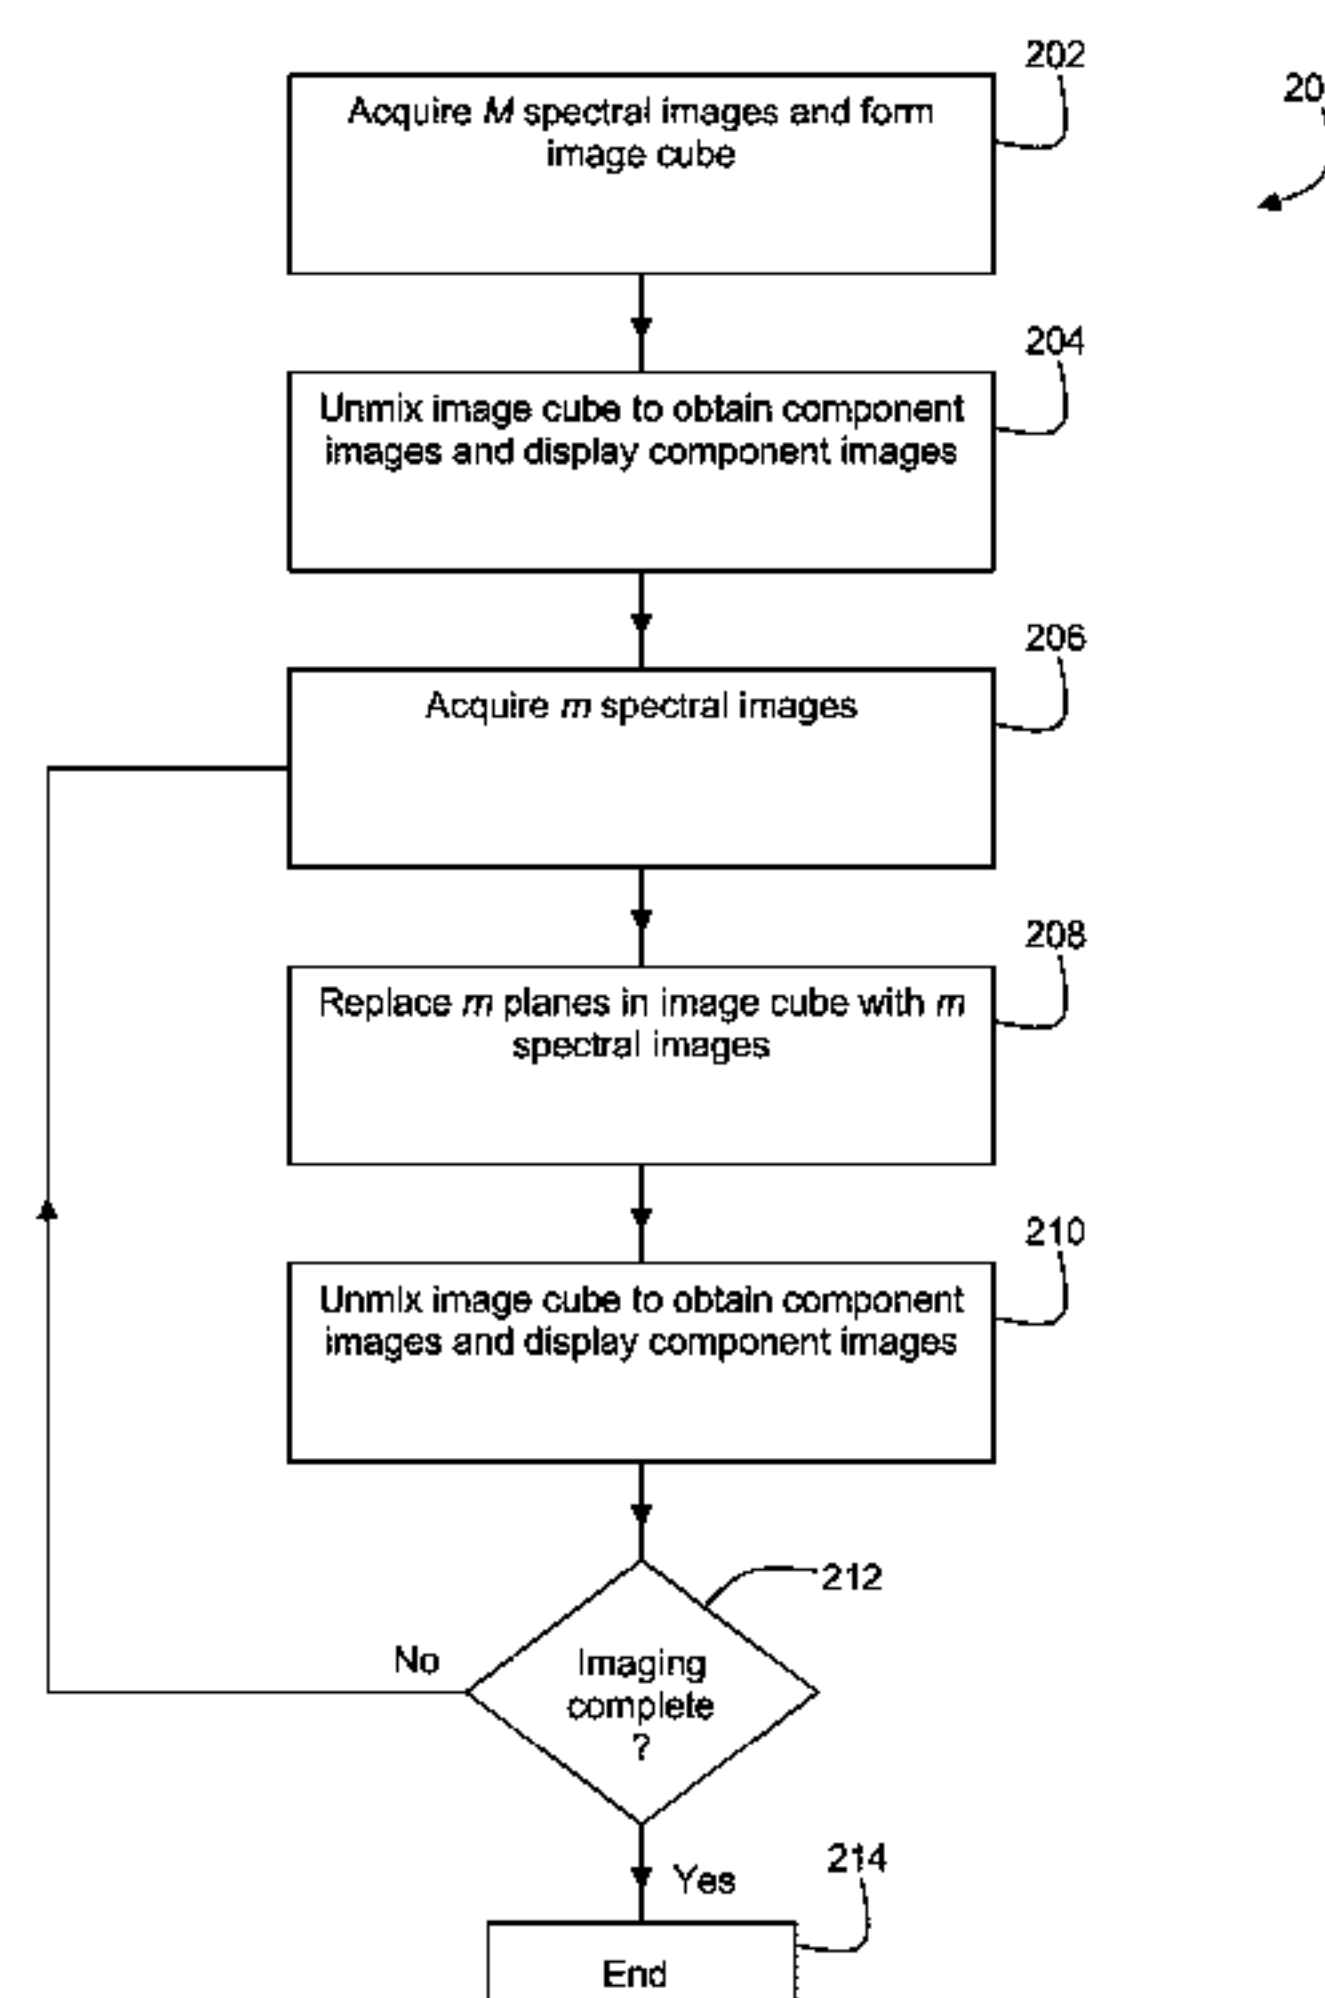 202
Acquire M spectral images and form
image cube
204
Unmix image cube to obtain component
images and display component images
206
Acquire m spectral images
208
Replace m planes in image cube with m
spectral images
210
Unmix image cube to obtain component
images and display component images
212
No
Imaging
complete
?
Yes
214
End